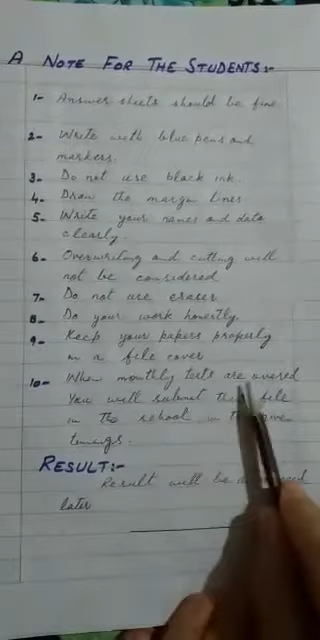 A NOTE FOR THE STUDENTS:-
1- Answer sheets should be fine
2- Write with blue pens and
markers.
3- Do not use black ink.
4- Draw the margin lines
5- Write your names and data
clearly.
6- Overwriting and cutting will
not be considered
7- Do not use eraser
8- Do your work honestly.
9- Keep your papers properly
in a file cover
10- When monthly tests are overed
You will submit this file
in the school in
timings.
RESULT:-
Result will be
later